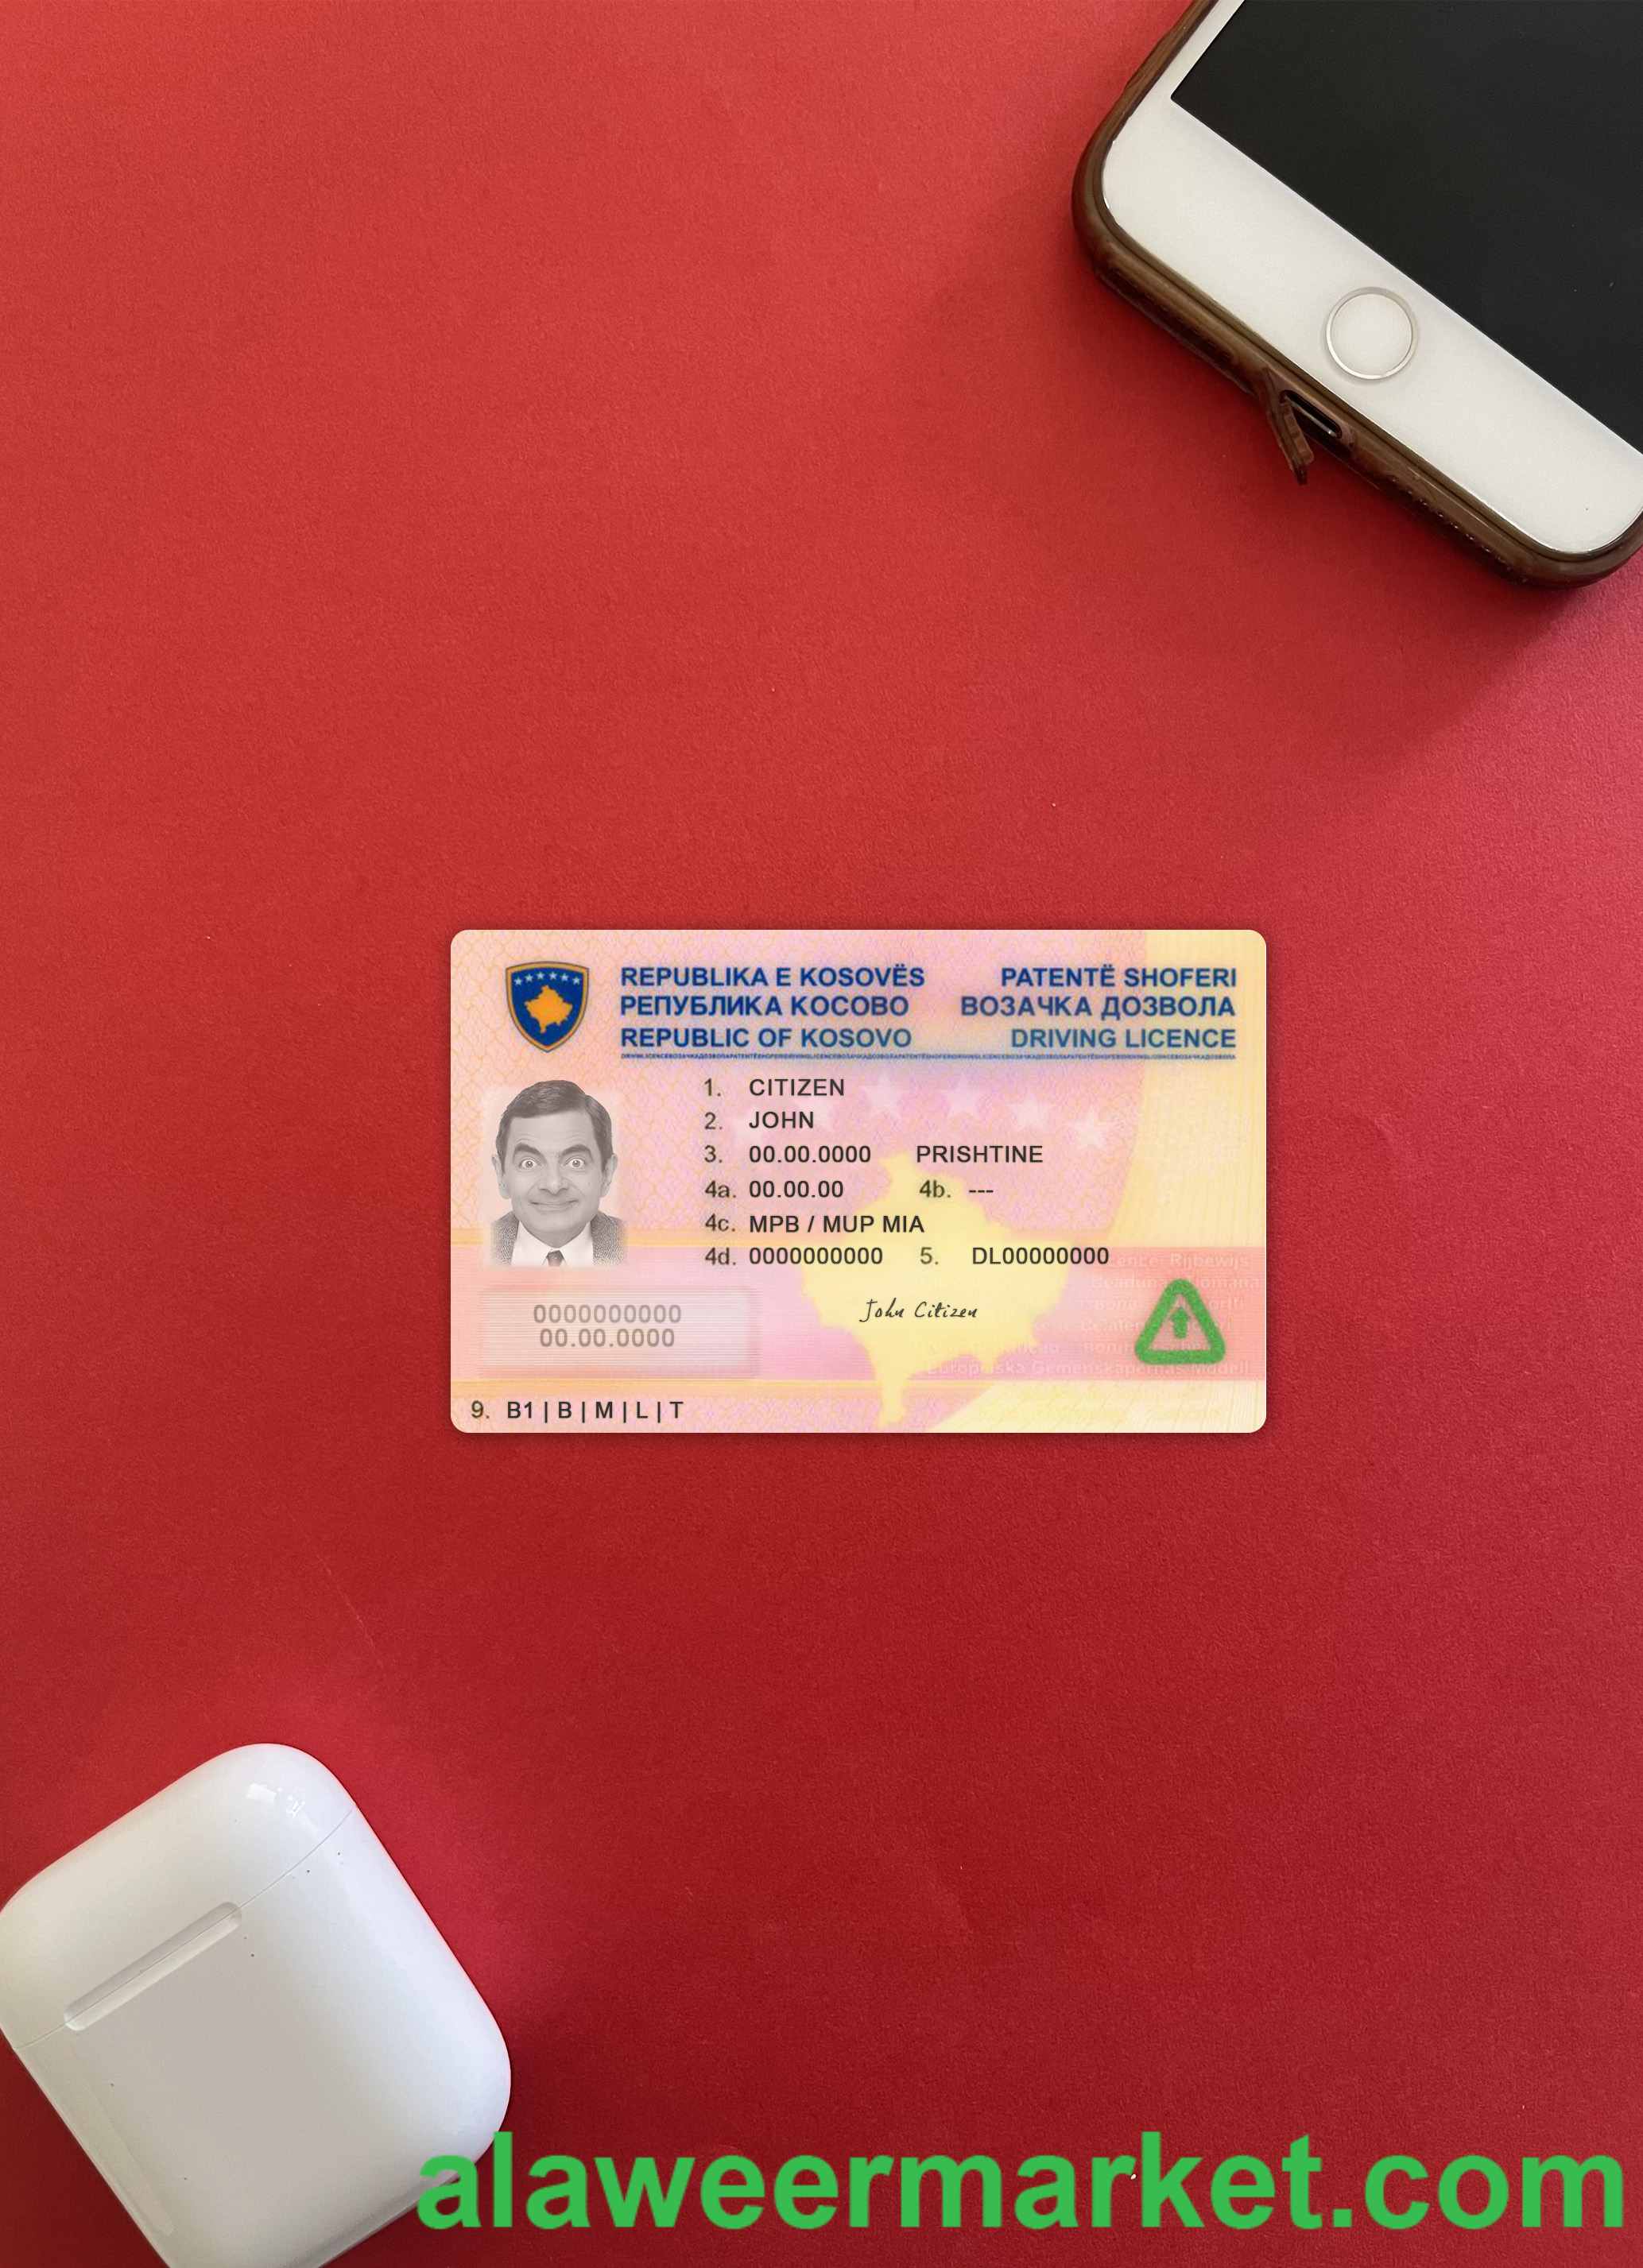 REPUBLIKA E KOSOVËS PATENTË SHOFERI
РЕПУБЛИКА КОСОВО ВОЗАЧКА ДОЗВОЛА
REPUBLIC OF KOSOVO DRIVING LICENCE
1. CITIZEN
2. JOHN
3. 00.00.0000 PRISHTINE
4a. 00.00.00 4b. ---
4c. MPB / MUP MIA
4d. 0000000000 5. DL00000000
John Citizen
0000000000
00.00.0000
9. B1 | B | M | L | T
alaweermarket.com